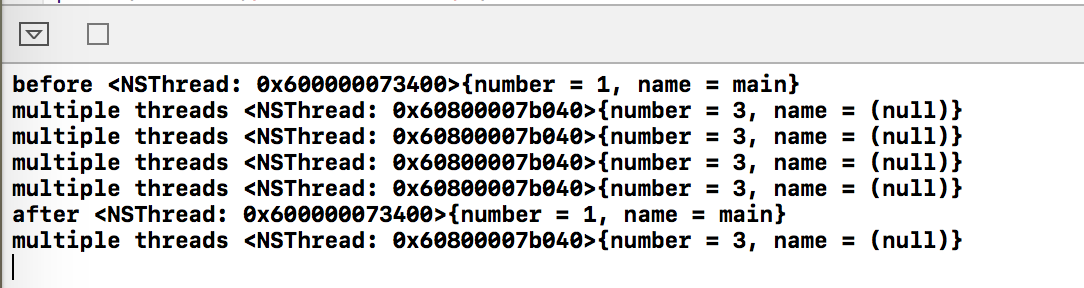 before <NSThread: 0x600000073400>{number = 1, name = main}
multiple threads <NSThread: 0x60800007b040>{number = 3, name = (null)}
multiple threads <NSThread: 0x60800007b040>{number = 3, name = (null)}
multiple threads <NSThread: 0x60800007b040>{number = 3, name = (null)}
multiple threads <NSThread: 0x60800007b040>{number = 3, name = (null)}
after <NSThread: 0x600000073400>{number = 1, name = main}
multiple threads <NSThread: 0x60800007b040>{number = 3, name = (null)}